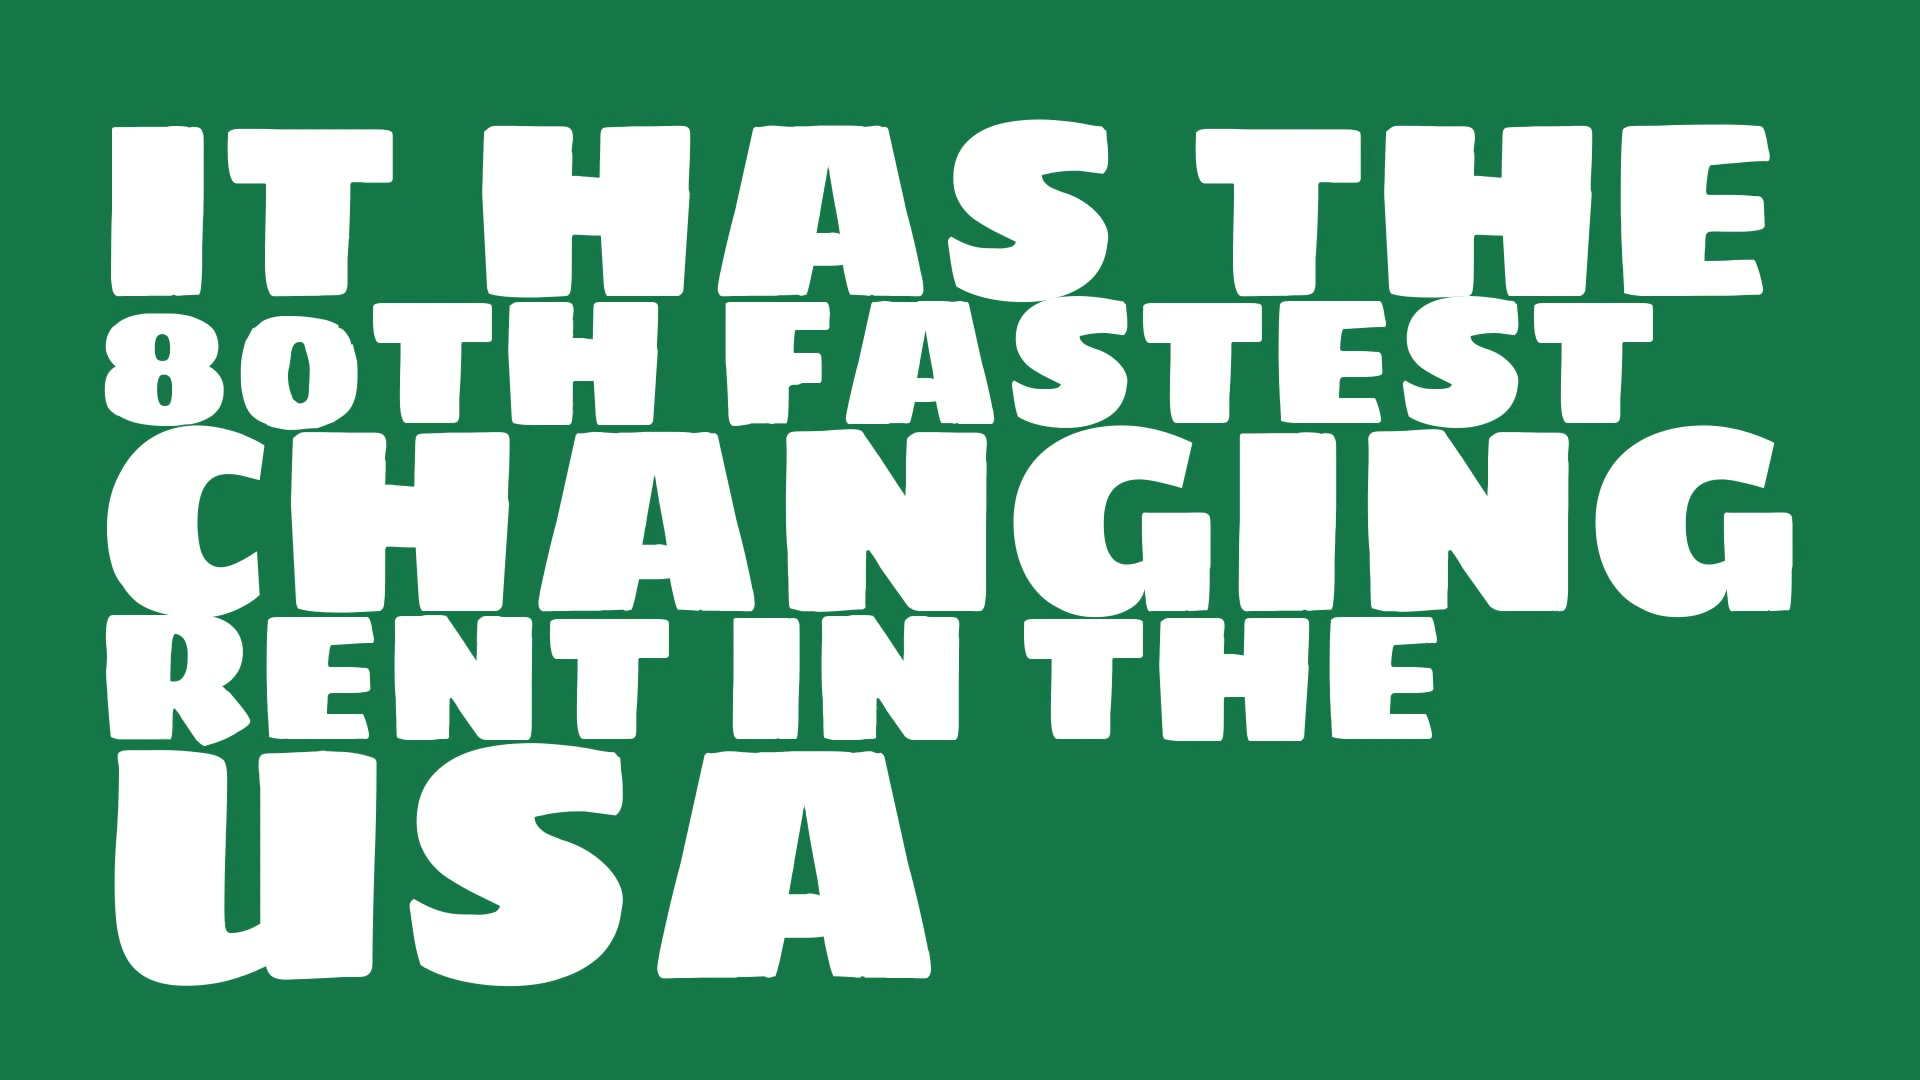 IT HAS THE
80TH FASTEST
CHANGING
RENT IN THE
USA